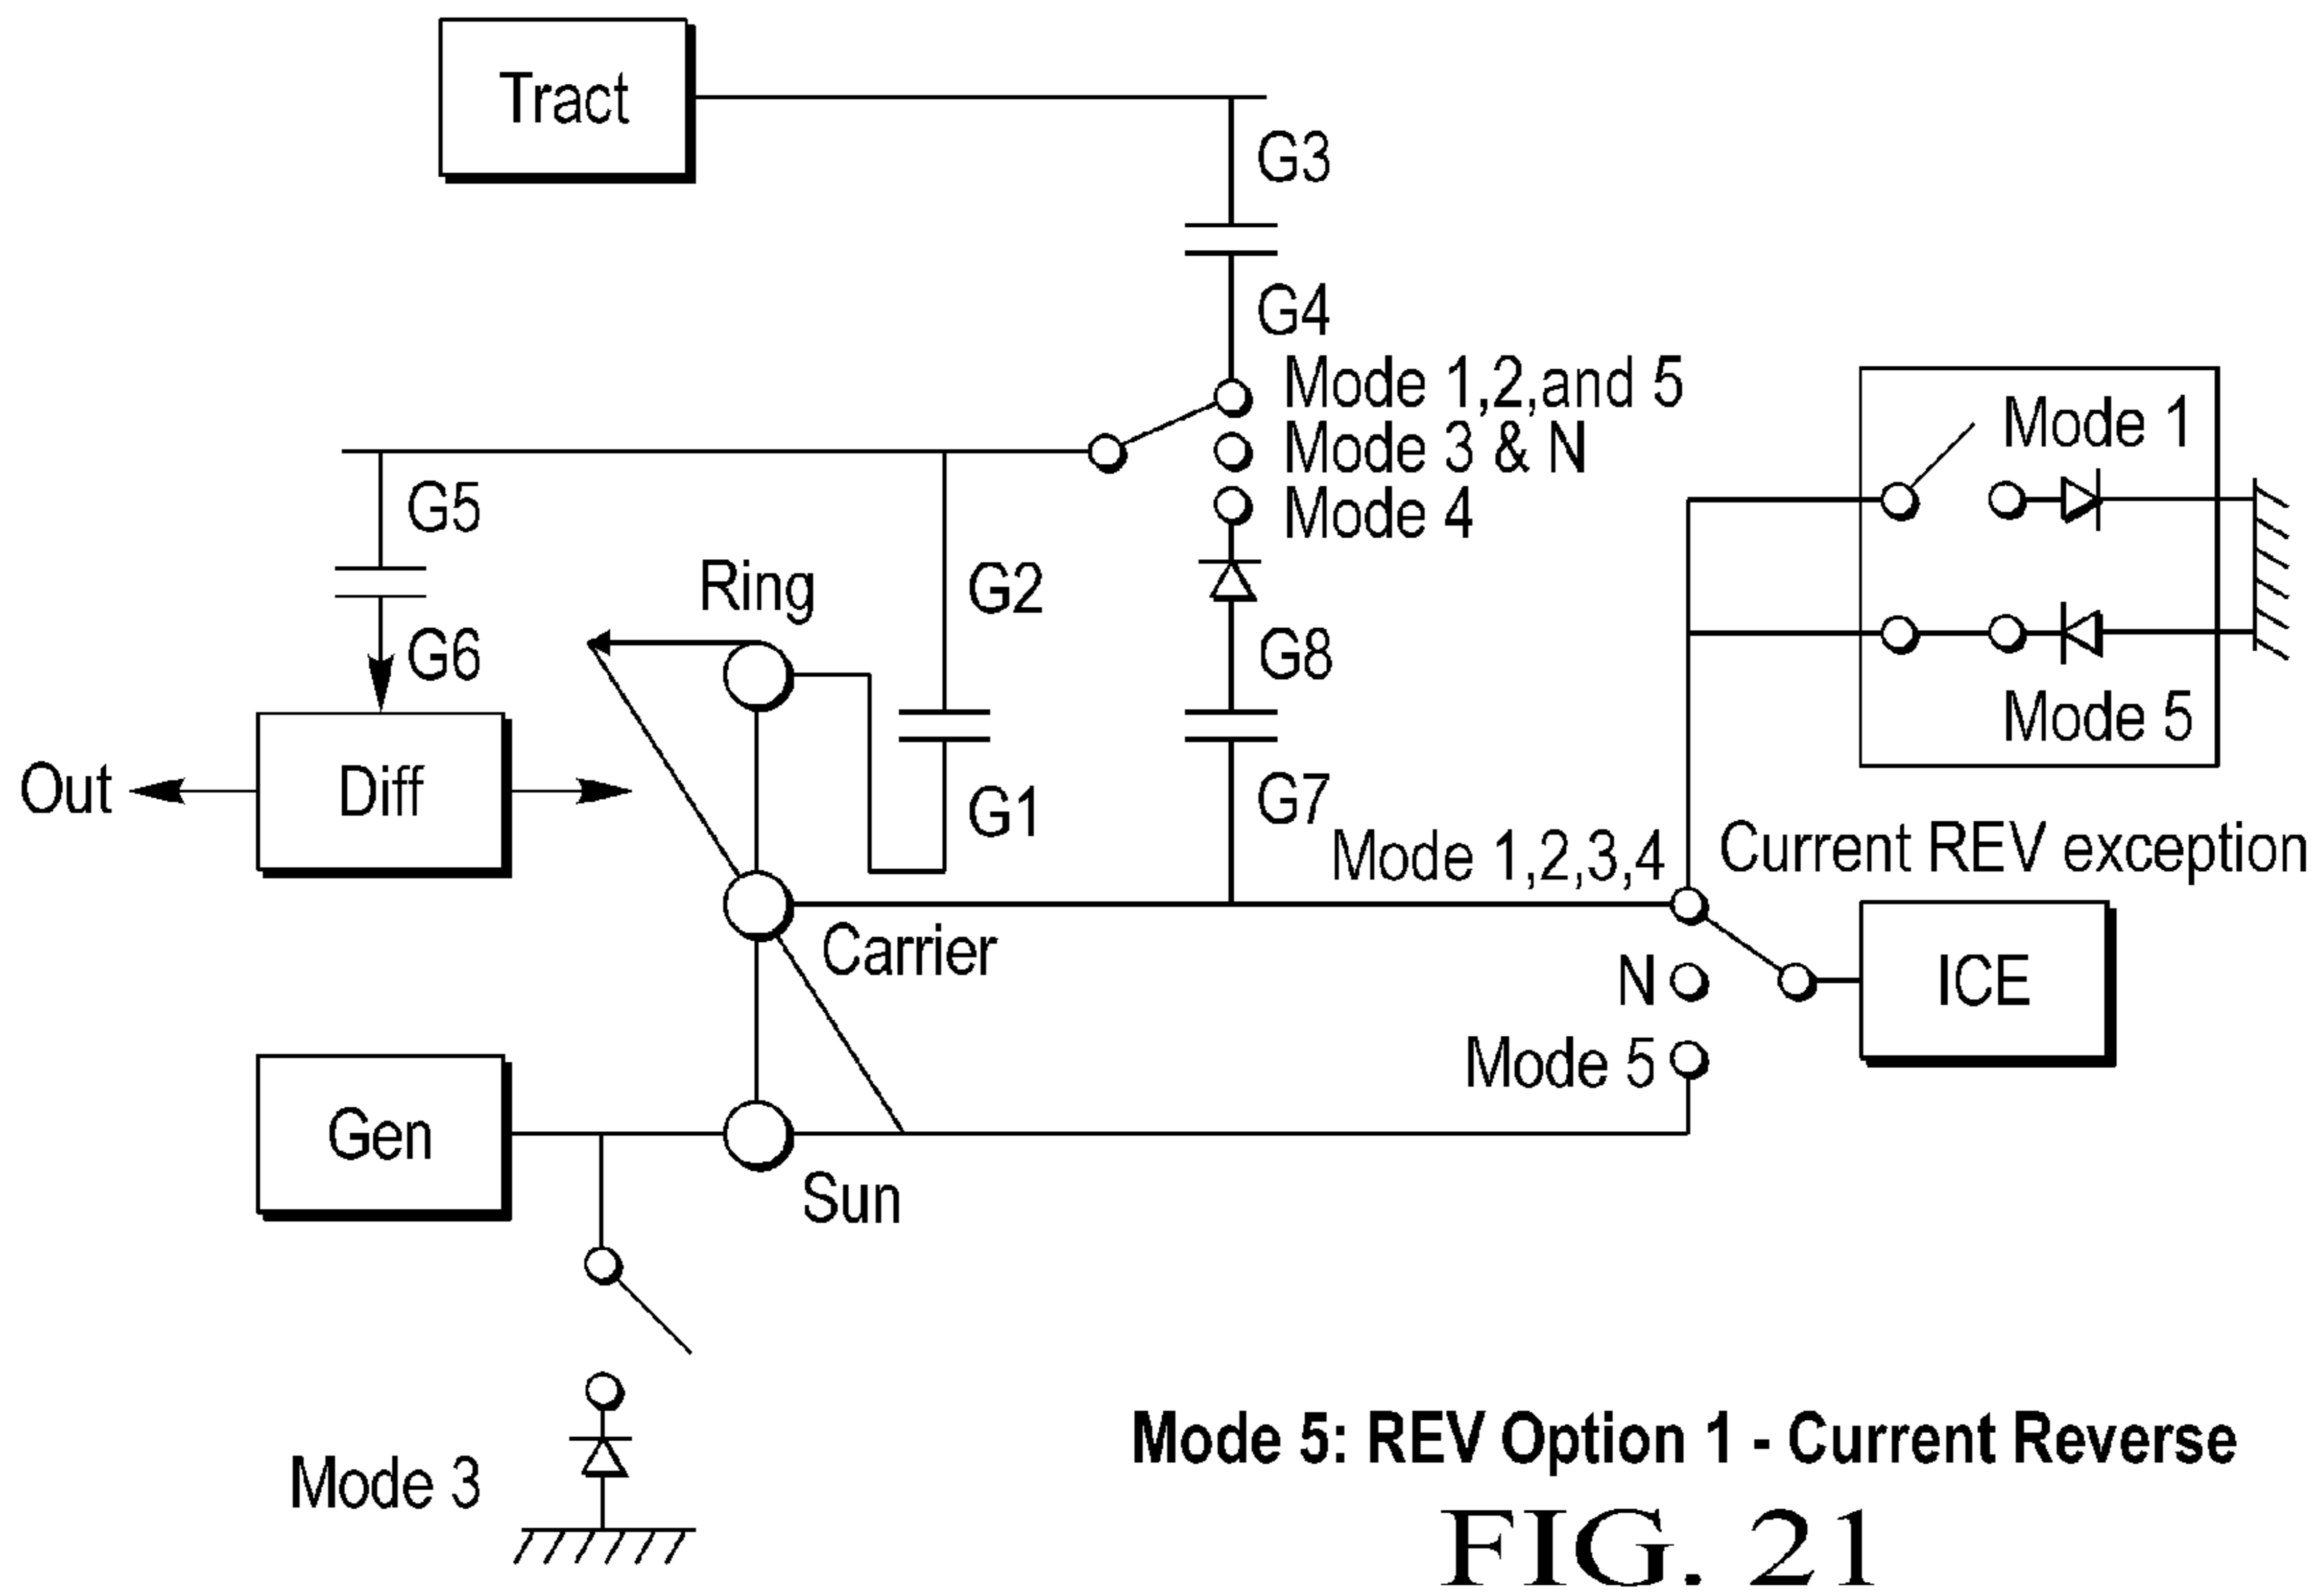 Tract
G3
G4
Mode 1,2,and 5
Mode 3 & N
Mode 4
Mode 1
G5
G6
Ring
G2
G8
Mode 5
Out
Diff
G1
G7
Mode 1,2,3,4
Current REV exception
Carrier
N
ICE
Mode 5
Gen
Sun
Mode 3
Mode 5: REV Option 1 - Current Reverse
FIG. 21